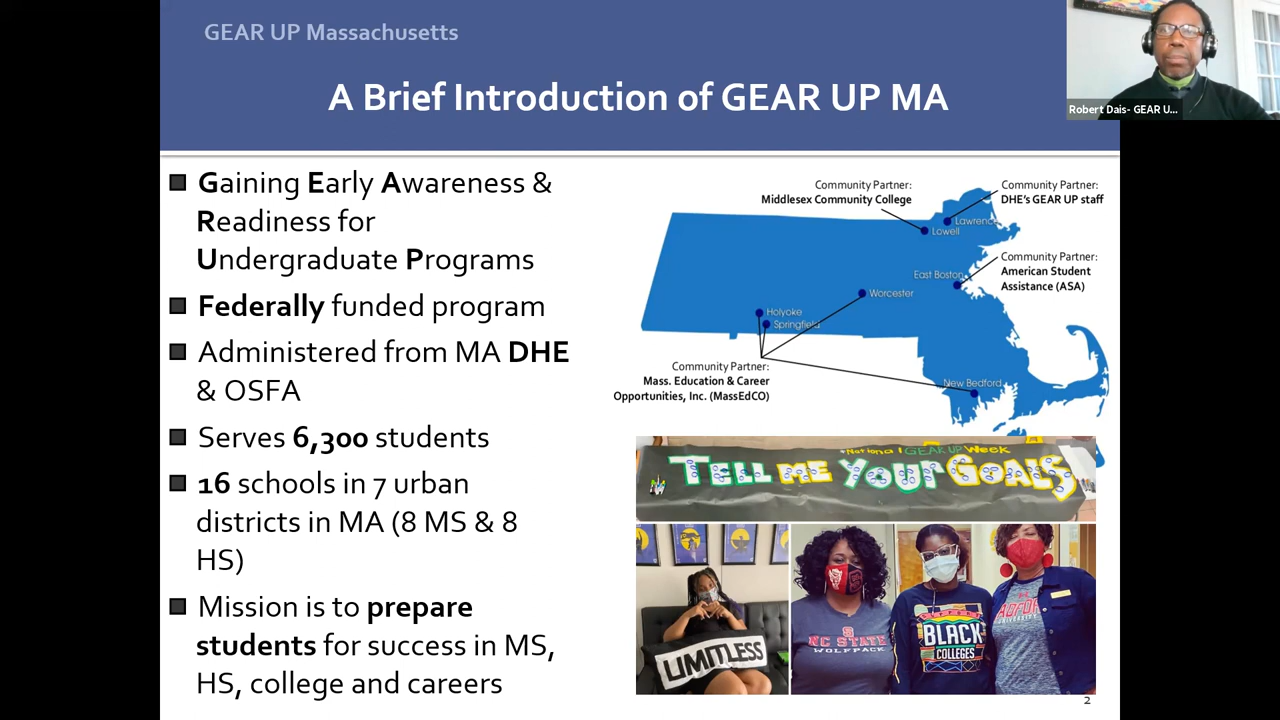 GEAR UP Massachusetts
A Brief Introduction of GEAR UP MA
Robert Dais- GEAR U...
Gaining Early Awareness &
Readiness for
Undergraduate Programs
Federally funded program
Administered from MA DHE
& OSFA
Serves 6,300 students
16 schools in 7 urban
districts in MA (8 MS & 8
HS)
Mission is to prepare
students for success in MS,
HS, college and careers
Community Partner:
Middlesex Community College
Community Partner:
DHE's GEAR UP staff
Lawrence
Lowell
Community Partner:
American Student
Assistance (ASA)
East Boston
Worcester
Holyoke
Springfield
Community Partner:
Mass. Education & Career
Opportunities, Inc. (MassEdCO)
New Bedford
National GEAR UP Week
TELL ME YOUR GOALS
LIMITLESS
NC STATE
WOLFPACK
BLACK
COLLEGES
2